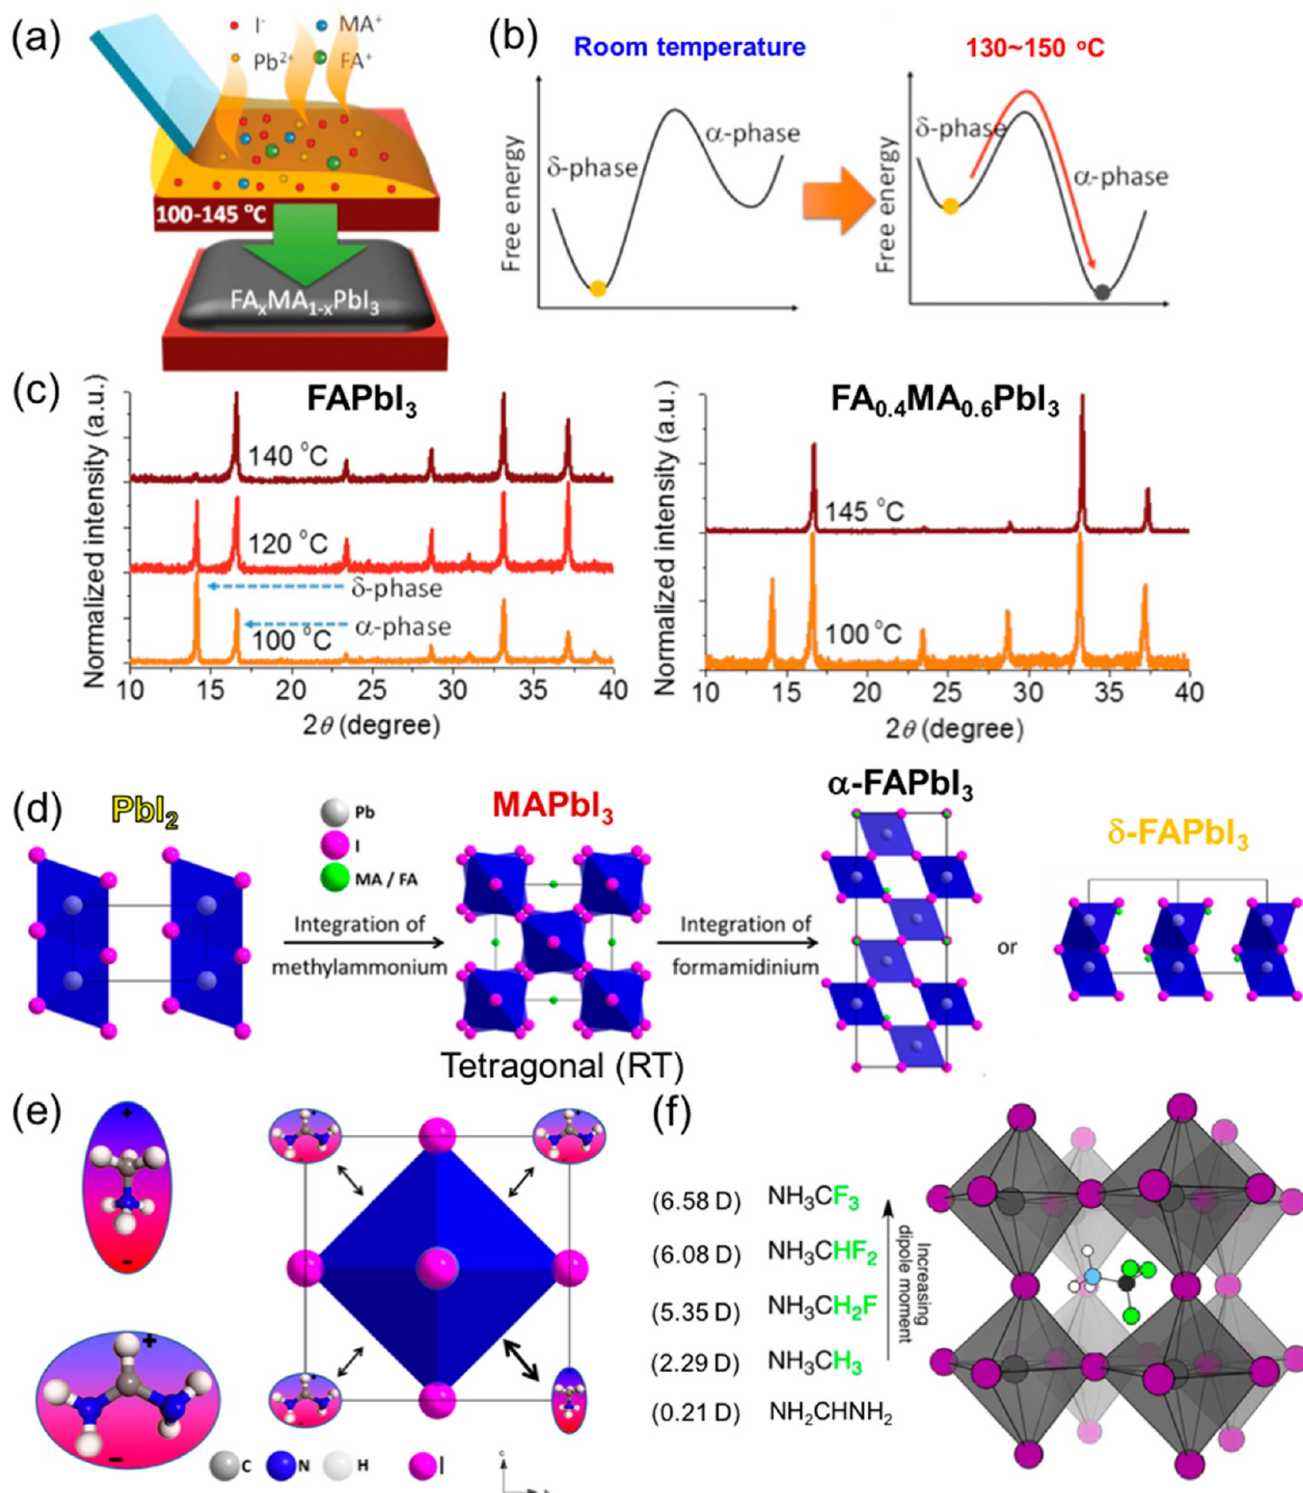 (a)
I⁻ MA⁺
Pb²⁺ FA⁺
100-145 °C
FAₓMA₁₋ₓPbI₃
(b)
Room temperature
130~150 °C
Free energy
δ-phase
α-phase
Free energy
δ-phase
α-phase
(c)
FAPbI₃
Normalized intensity (a.u.)
140 °C
120 °C
δ-phase
α-phase
100 °C
10 15 20 25 30 35 40
2θ (degree)
FA₀.₄MA₀.₆PbI₃
Normalized intensity (a.u.)
145 °C
100 °C
10 15 20 25 30 35 40
2θ (degree)
(d)
PbI₂
Pb
I
MA / FA
Integration of
methylammonium
MAPbI₃
Tetragonal (RT)
Integration of
formamidinium
α-FAPbI₃
or
δ-FAPbI₃
(e)
+
−
+
−
C N H I
c
(f)
(6.58 D) NH₃CF₃
(6.08 D) NH₃CHF₂
(5.35 D) NH₃CH₂F
(2.29 D) NH₃CH₃
(0.21 D) NH₂CHNH₂
Increasing
dipole moment